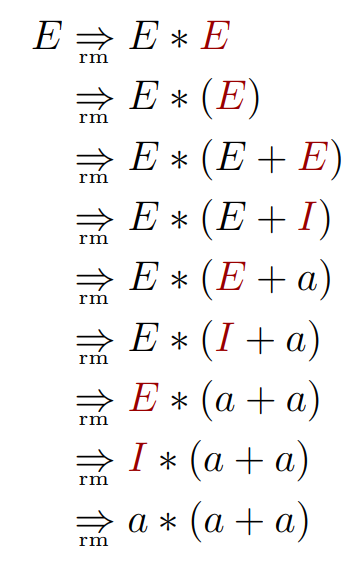 E ⇒rm E ∗ E
⇒rm E ∗ (E)
⇒rm E ∗ (E + E)
⇒rm E ∗ (E + I)
⇒rm E ∗ (E + a)
⇒rm E ∗ (I + a)
⇒rm E ∗ (a + a)
⇒rm I ∗ (a + a)
⇒rm a ∗ (a + a)